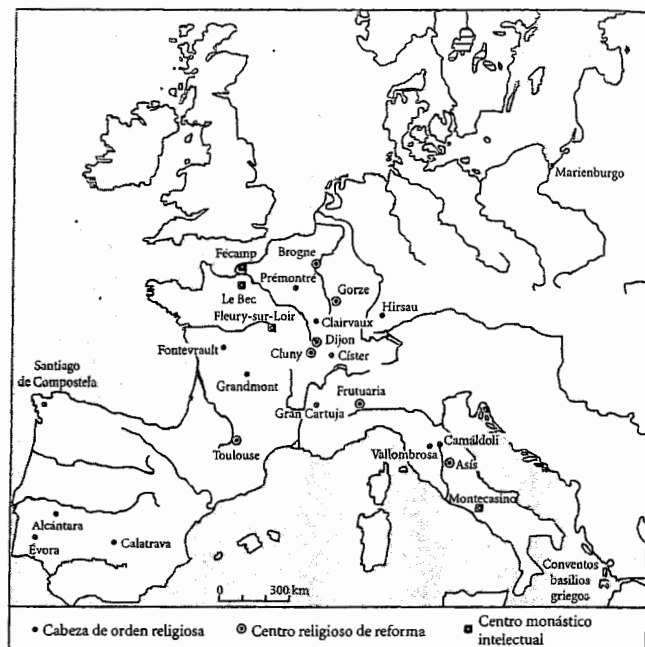 Marienburgo
Fécamp
Brogne
Prémontré
Le Bec
Gorze
Fleury-sur-Loir
Clairvaux
Hirsau
Dijon
Fontevrault
Cluny
Císter
Santiago
de Compostela
Grandmont
Gran Cartuja
Frutuaria
Toulouse
Vallombrosa
Camáldoli
Asís
Montecasino
Alcántara
Évora
Calatrava
Conventos
basilios
griegos
0 300 km
Cabeza de orden religiosa
Centro religioso de reforma
Centro monástico
intelectual